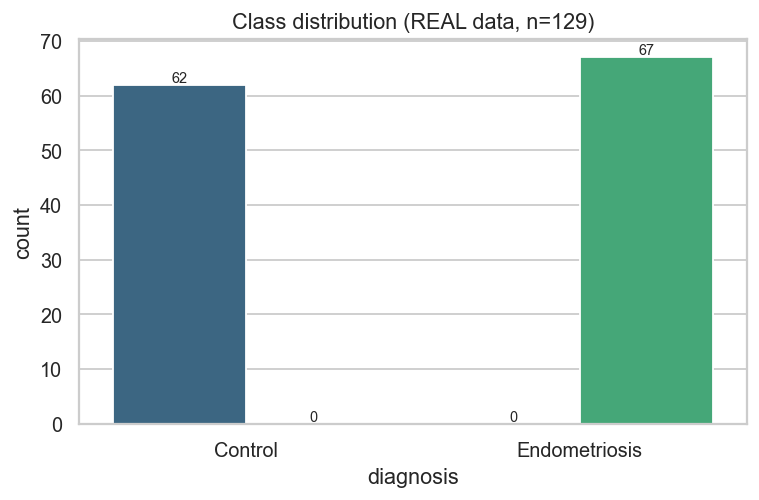 Class distribution (REAL data, n=129)
70
60
50
40
30
20
10
0
count
62
0
0
67
Control
Endometriosis
diagnosis